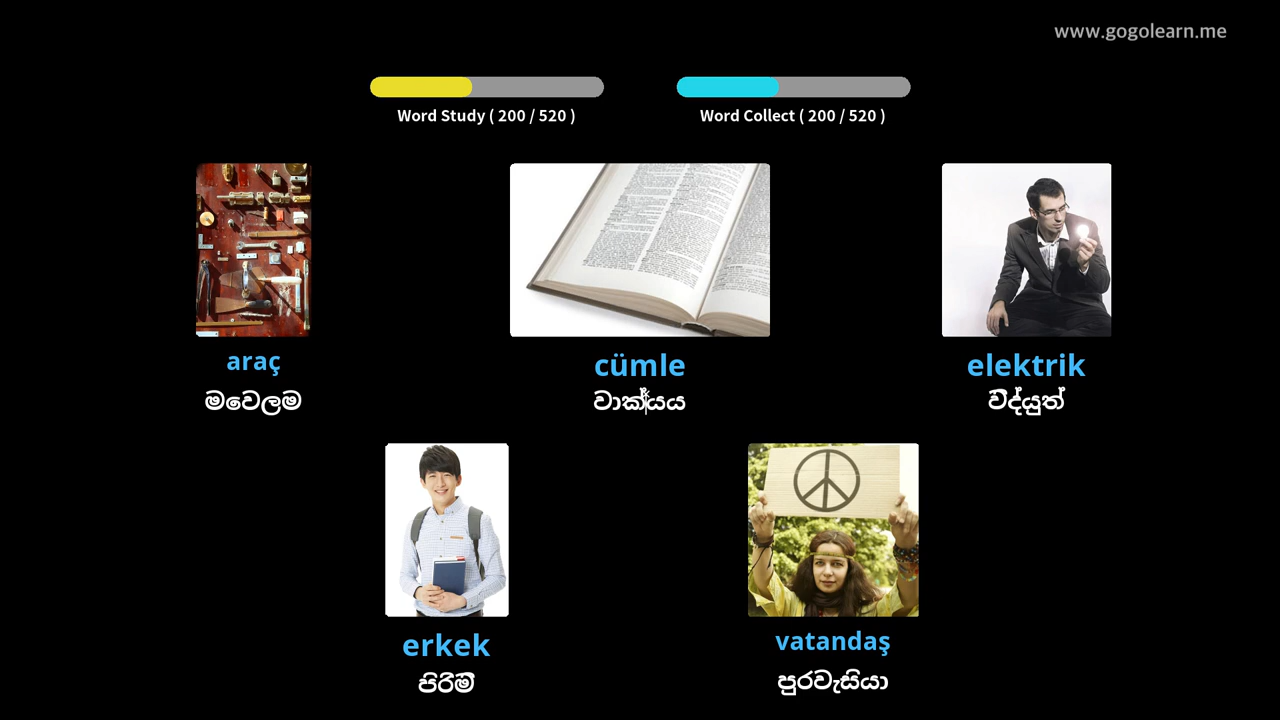 www.gogolearn.me
Word Study ( 200 / 520 )
Word Collect ( 200 / 520 )
araç
මෙවලම
cümle
වාක්‍යය
elektrik
විද්යුත්
erkek
පිරිමි
vatandaş
පුරවැසියා